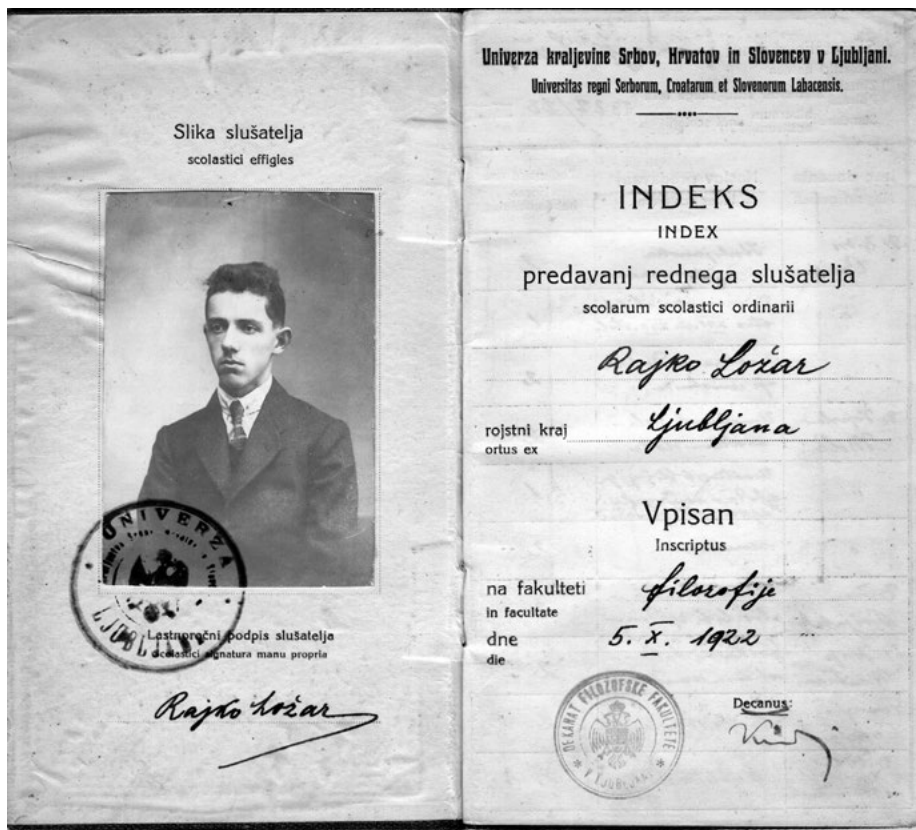 Slika slušatelja
scolastici effigies
UNIVERZA
LJUBLJANA
Lastnoročni podpis slušatelja
Scolastici signatura manu propria
Rajko Ložar
Univerza kraljevine Srbov, Hrvatov in Slovencev v Ljubljani.
Universitas regni Serborum, Croatarum et Slovenorum Labacensis.
INDEKS
INDEX
predavanj rednega slušatelja
scolarum scolastici ordinarii
Rajko Ložar
rojstni kraj Ljubljana
ortus ex
Vpisan
Inscriptus
na fakulteti filozofije
in facultate
dne 5. X. 1922
die
DEKANAT FILOZOFSKE FAKULTETE
V LJUBLJANI
Decanus: